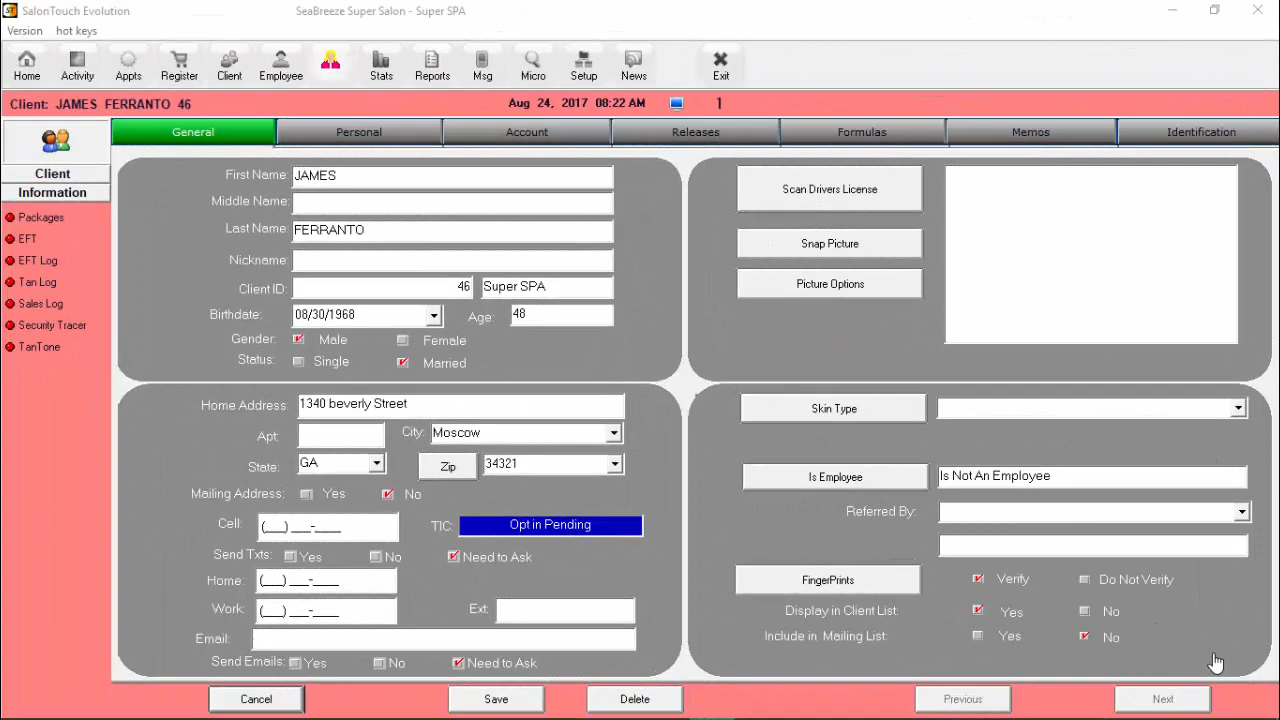 SalonTouch Evolution SeaBreeze Super Salon - Super SPA
Version hot keys
Home Activity Appts Register Client Employee Stats Reports Msg Micro Setup News Exit
Client: JAMES FERRANTO 46 Aug 24, 2017 08:22 AM 1
General Personal Account Releases Formulas Memos Identification
Client
Information
Packages
EFT
EFT Log
Tan Log
Sales Log
Security Tracer
TanTone
First Name: JAMES
Middle Name:
Last Name: FERRANTO
Nickname:
Client ID: 46 Super SPA
Birthdate: 08/30/1968 Age: 48
Gender: Male Female
Status: Single Married
Scan Drivers License
Snap Picture
Picture Options
Home Address: 1340 beverly Street
Apt: City: Moscow
State: GA Zip 34321
Mailing Address: Yes No
Cell: (___) ___-____ TIC: Opt in Pending
Send Txts: Yes No Need to Ask
Home: (___) ___-____
Work: (___) ___-____ Ext:
Email:
Send Emails: Yes No Need to Ask
Skin Type
Is Employee Is Not An Employee
Referred By:
FingerPrints Verify Do Not Verify
Display in Client List: Yes No
Include in Mailing List: Yes No
Cancel Save Delete Previous Next